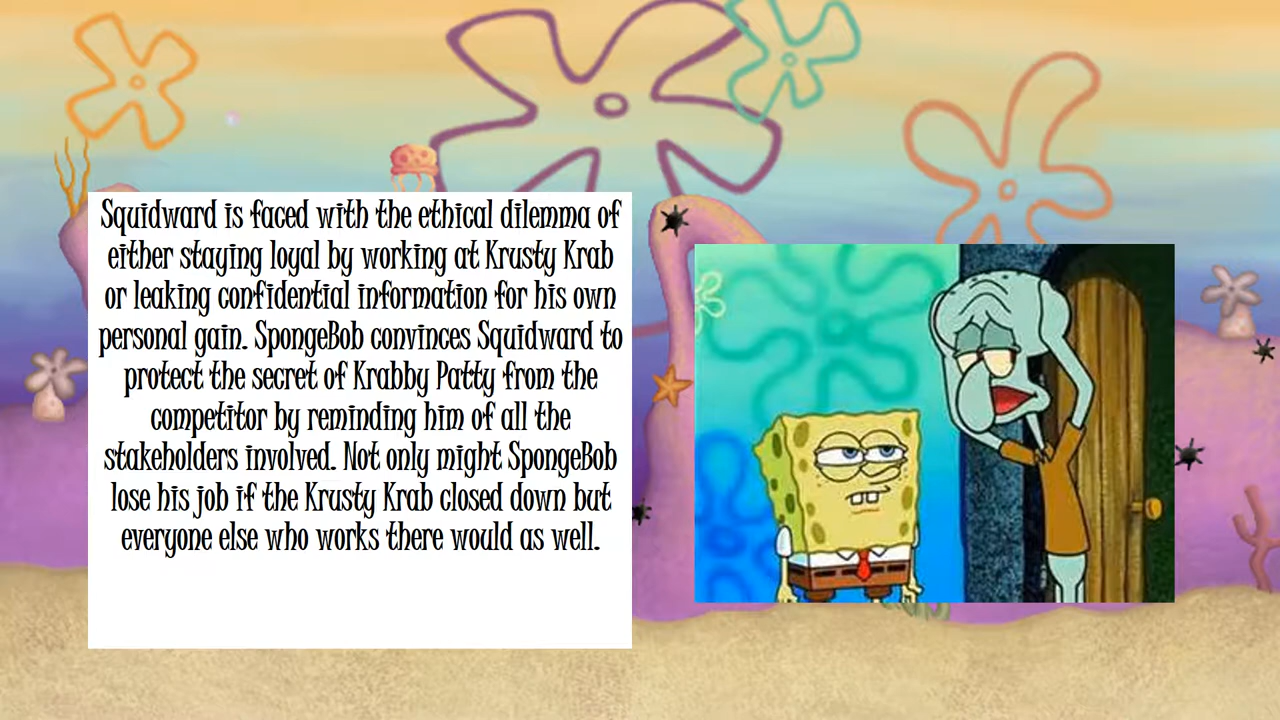 Squidward is faced with the ethical dilemma of
either staying loyal by working at Krusty Krab
or leaking confidential information for his own
personal gain. SpongeBob convinces Squidward to
protect the secret of Krabby Patty from the
competitor by reminding him of all the
stakeholders involved. Not only might SpongeBob
lose his job if the Krusty Krab closed down but
everyone else who works there would as well.